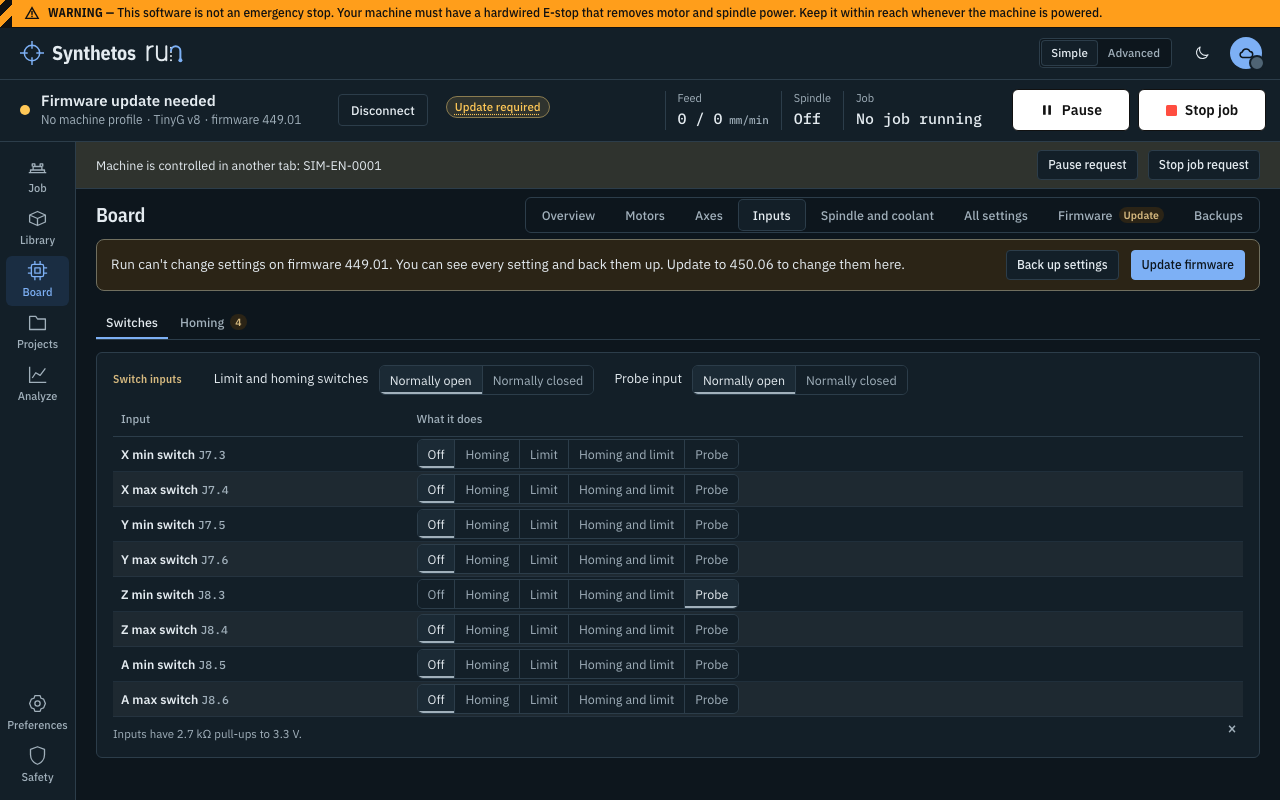 WARNING — This software is not an emergency stop. Your machine must have a hardwired E-stop that removes motor and spindle power. Keep it within reach whenever the machine is powered.
Synthetos run
Simple Advanced
Firmware update needed
No machine profile · TinyG v8 · firmware 449.01
Disconnect
Update required
Feed
0 / 0 mm/min
Spindle
Off
Job
No job running
Pause
Stop job
Job
Library
Board
Projects
Analyze
Preferences
Safety
Machine is controlled in another tab: SIM-EN-0001
Pause request
Stop job request
Board
Overview Motors Axes Inputs Spindle and coolant All settings Firmware Update Backups
Run can't change settings on firmware 449.01. You can see every setting and back them up. Update to 450.06 to change them here.
Back up settings
Update firmware
Switches Homing 4
Switch inputs Limit and homing switches Normally open Normally closed Probe input Normally open Normally closed
Input What it does
X min switch J7.3 Off Homing Limit Homing and limit Probe
X max switch J7.4 Off Homing Limit Homing and limit Probe
Y min switch J7.5 Off Homing Limit Homing and limit Probe
Y max switch J7.6 Off Homing Limit Homing and limit Probe
Z min switch J8.3 Off Homing Limit Homing and limit Probe
Z max switch J8.4 Off Homing Limit Homing and limit Probe
A min switch J8.5 Off Homing Limit Homing and limit Probe
A max switch J8.6 Off Homing Limit Homing and limit Probe
Inputs have 2.7 kΩ pull-ups to 3.3 V.
×